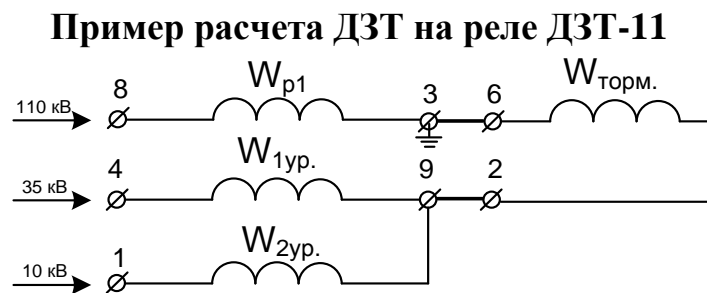 Пример расчета ДЗТ на реле ДЗТ-11
110 кВ 8 Wр1 3 6 Wторм.
35 кВ 4 W1ур. 9 2
10 кВ 1 W2ур.